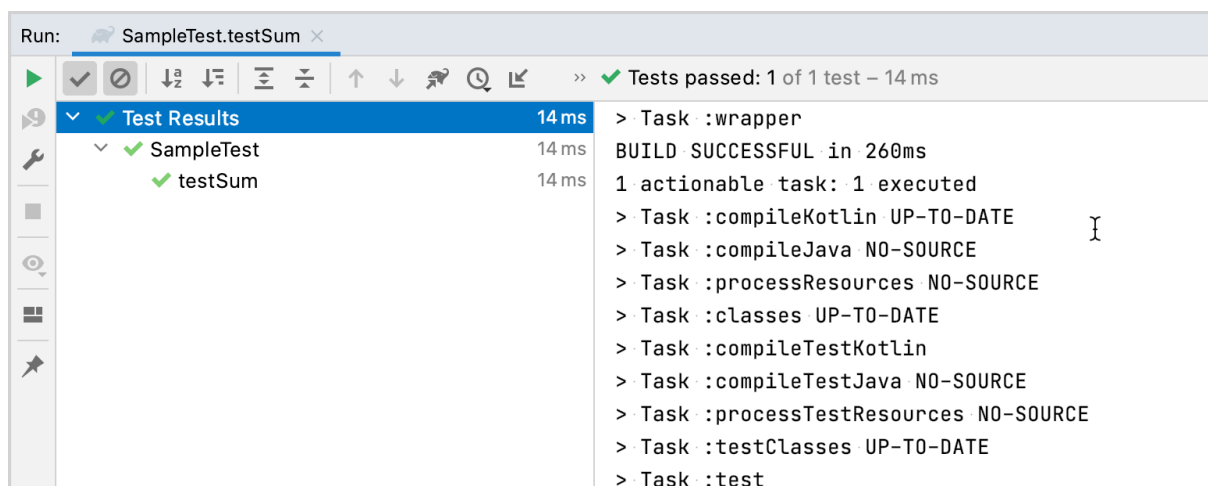 Run: SampleTest.testSum
Tests passed: 1 of 1 test – 14 ms
Test Results 14 ms
SampleTest 14 ms
testSum 14 ms
> Task :wrapper
BUILD SUCCESSFUL in 260ms
1 actionable task: 1 executed
> Task :compileKotlin UP-TO-DATE
> Task :compileJava NO-SOURCE
> Task :processResources NO-SOURCE
> Task :classes UP-TO-DATE
> Task :compileTestKotlin
> Task :compileTestJava NO-SOURCE
> Task :processTestResources NO-SOURCE
> Task :testClasses UP-TO-DATE
> Task :test